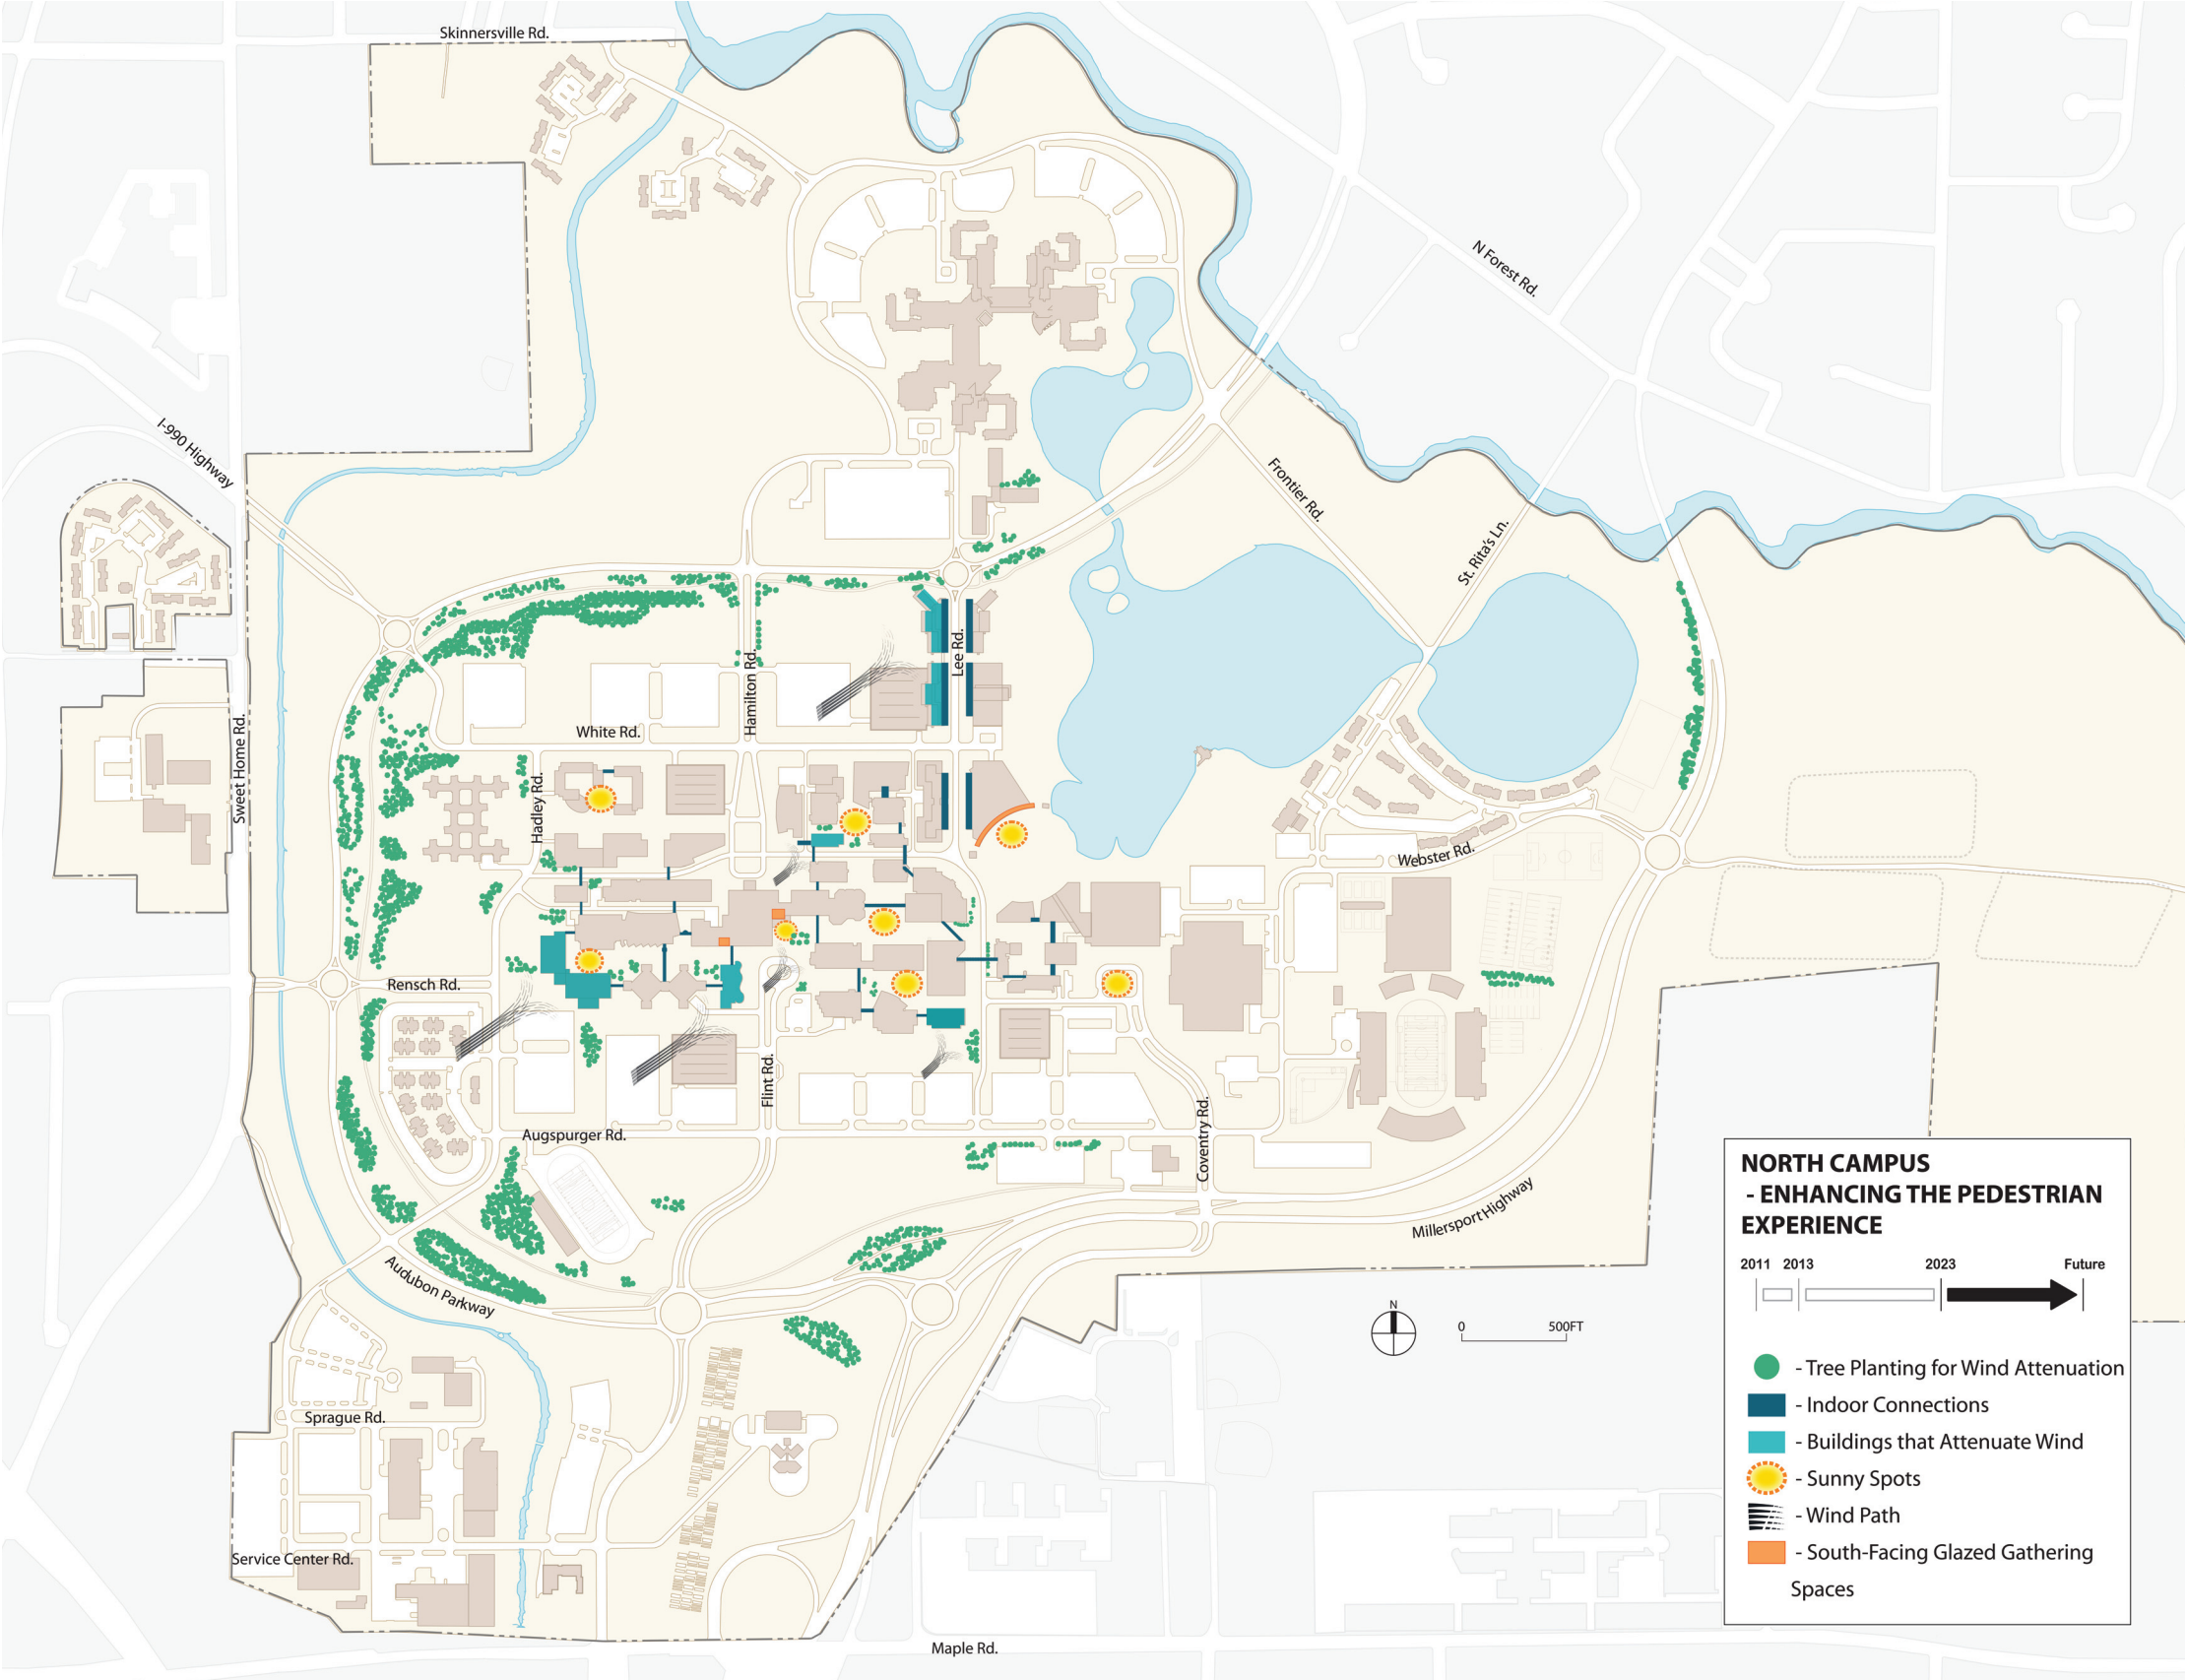 Skinnersville Rd.
N Forest Rd.
I-990 Highway
Frontier Rd.
St. Rita's Ln.
Lee Rd.
Hamilton Rd.
White Rd.
Sweet Home Rd.
Hadley Rd.
Webster Rd.
Rensch Rd.
Flint Rd.
Augspurger Rd.
Coventry Rd.
Millersport Highway
Audubon Parkway
Sprague Rd.
Service Center Rd.
Maple Rd.
N
0 500FT
NORTH CAMPUS
- ENHANCING THE PEDESTRIAN
EXPERIENCE
2011 2013 2023 Future
- Tree Planting for Wind Attenuation
- Indoor Connections
- Buildings that Attenuate Wind
- Sunny Spots
- Wind Path
- South-Facing Glazed Gathering
Spaces